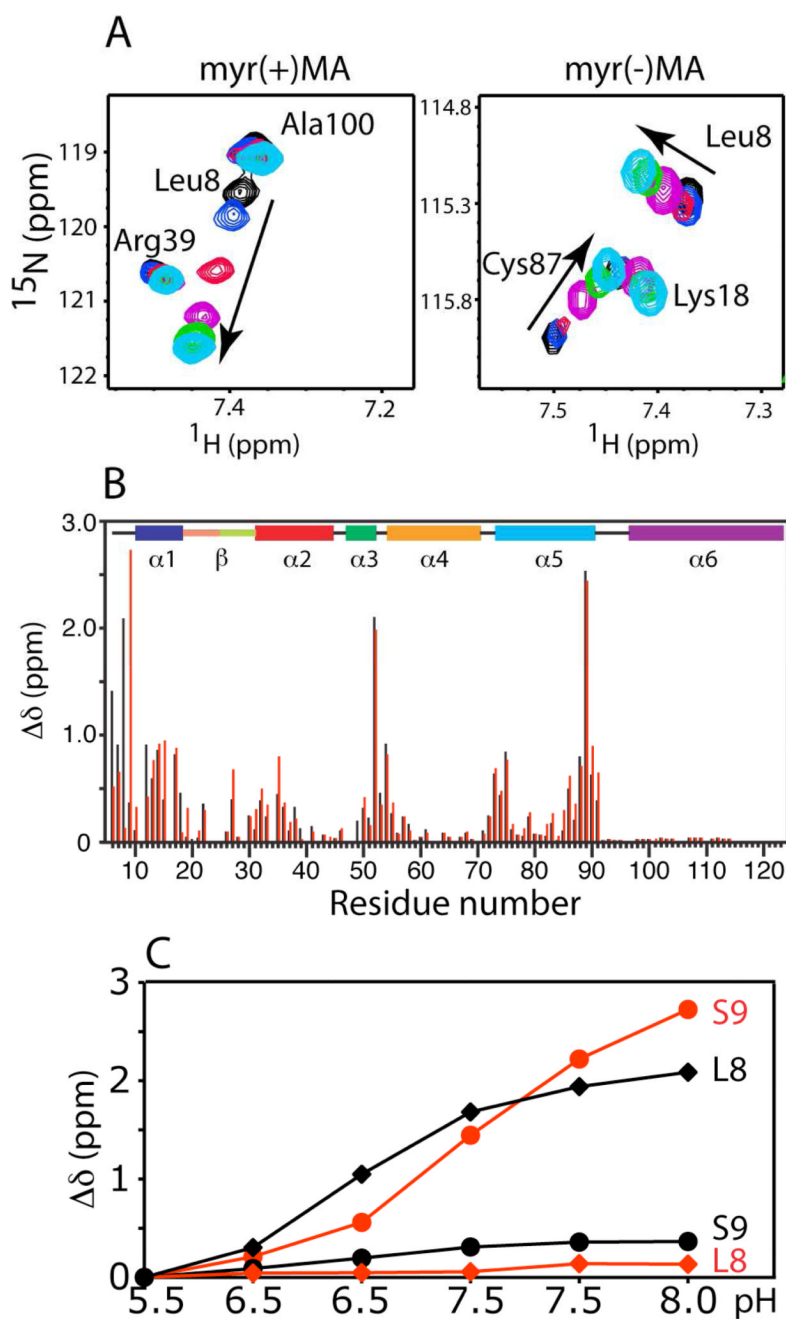 A
myr(+)MA
myr(-)MA
Ala100
Leu8
Arg39
119
120
121
122
15N (ppm)
7.4
7.2
1H (ppm)
Leu8
Cys87
Lys18
114.8
115.3
115.8
7.5
7.4
7.3
1H (ppm)
B
3.0
2.0
1.0
0
Δδ (ppm)
α1
β
α2
α3
α4
α5
α6
10 20 30 40 50 60 70 80 90 100 110 120
Residue number
C
3
2
1
0
Δδ (ppm)
S9
L8
S9
L8
5.5 6.5 6.5 7.5 7.5 8.0 pH